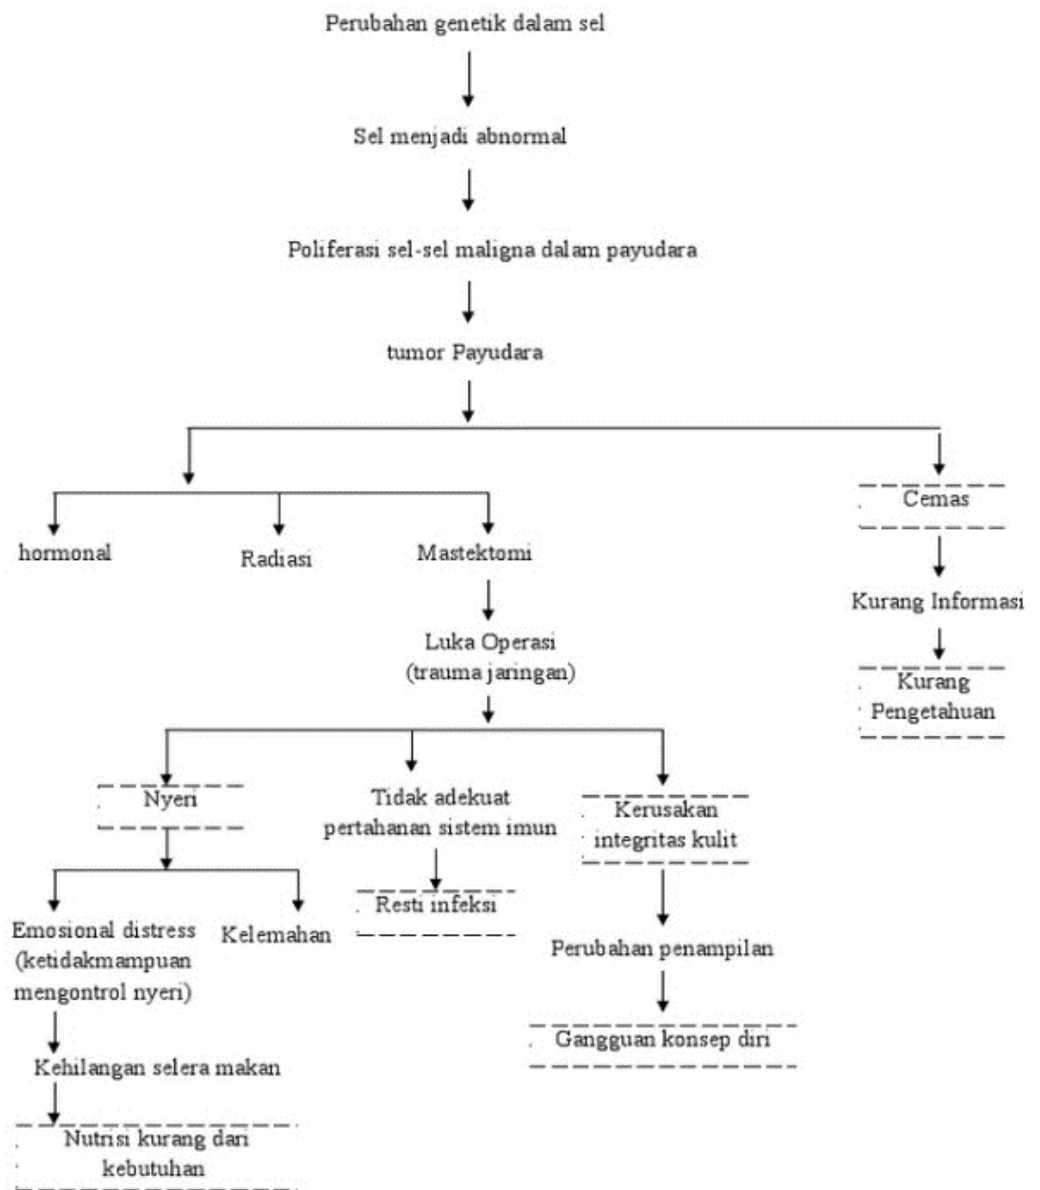 Perubahan genetik dalam sel
Sel menjadi abnormal
Poliferasi sel-sel maligna dalam payudara
tumor Payudara
Cemas
hormonal
Radiasi
Mastektomi
Kurang Informasi
Luka Operasi
(trauma jaringan)
Kurang
Pengetahuan
Nyeri
Tidak adekuat
pertahanan sistem imun
Kerusakan
integritas kulit
Resti infeksi
Emosional distress
(ketidakmampuan
mengontrol nyeri)
Kelemahan
Perubahan penampilan
Gangguan konsep diri
Kehilangan selera makan
Nutrisi kurang dari
kebutuhan